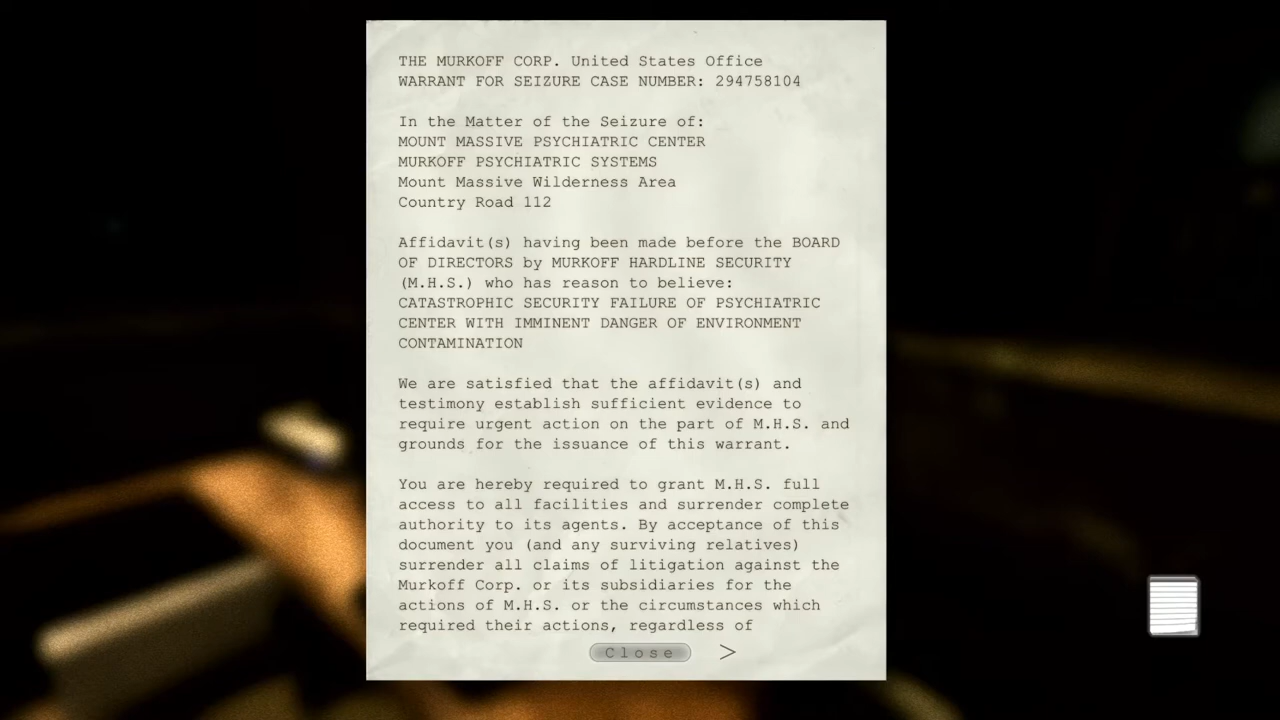 THE MURKOFF CORP. United States Office
WARRANT FOR SEIZURE CASE NUMBER: 294758104
In the Matter of the Seizure of:
MOUNT MASSIVE PSYCHIATRIC CENTER
MURKOFF PSYCHIATRIC SYSTEMS
Mount Massive Wilderness Area
Country Road 112
Affidavit(s) having been made before the BOARD
OF DIRECTORS by MURKOFF HARDLINE SECURITY
(M.H.S.) who has reason to believe:
CATASTROPHIC SECURITY FAILURE OF PSYCHIATRIC
CENTER WITH IMMINENT DANGER OF ENVIRONMENT
CONTAMINATION
We are satisfied that the affidavit(s) and
testimony establish sufficient evidence to
require urgent action on the part of M.H.S. and
grounds for the issuance of this warrant.
You are hereby required to grant M.H.S. full
access to all facilities and surrender complete
authority to its agents. By acceptance of this
document you (and any surviving relatives)
surrender all claims of litigation against the
Murkoff Corp. or its subsidiaries for the
actions of M.H.S. or the circumstances which
required their actions, regardless of
Close >